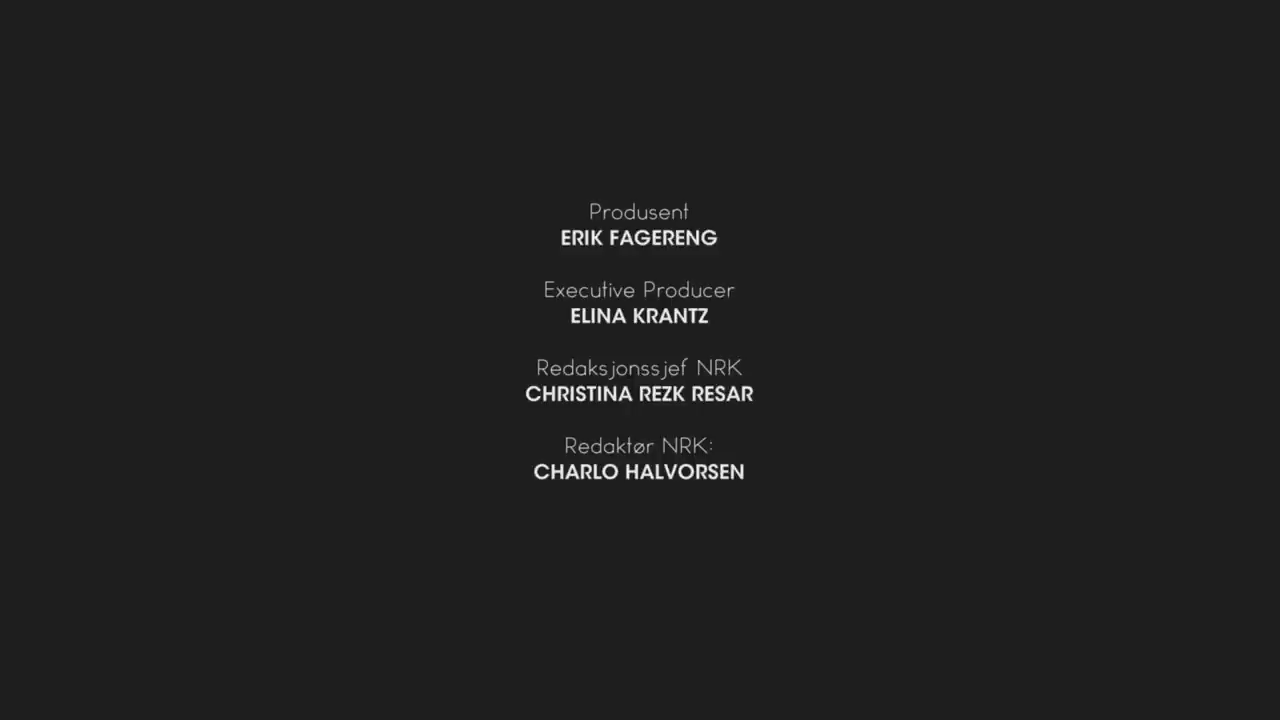 Produsent
ERIK FAGERENG
Executive Producer
ELINA KRANTZ
Redaksjonssjef NRK
CHRISTINA REZK RESAR
Redaktør NRK:
CHARLO HALVORSEN